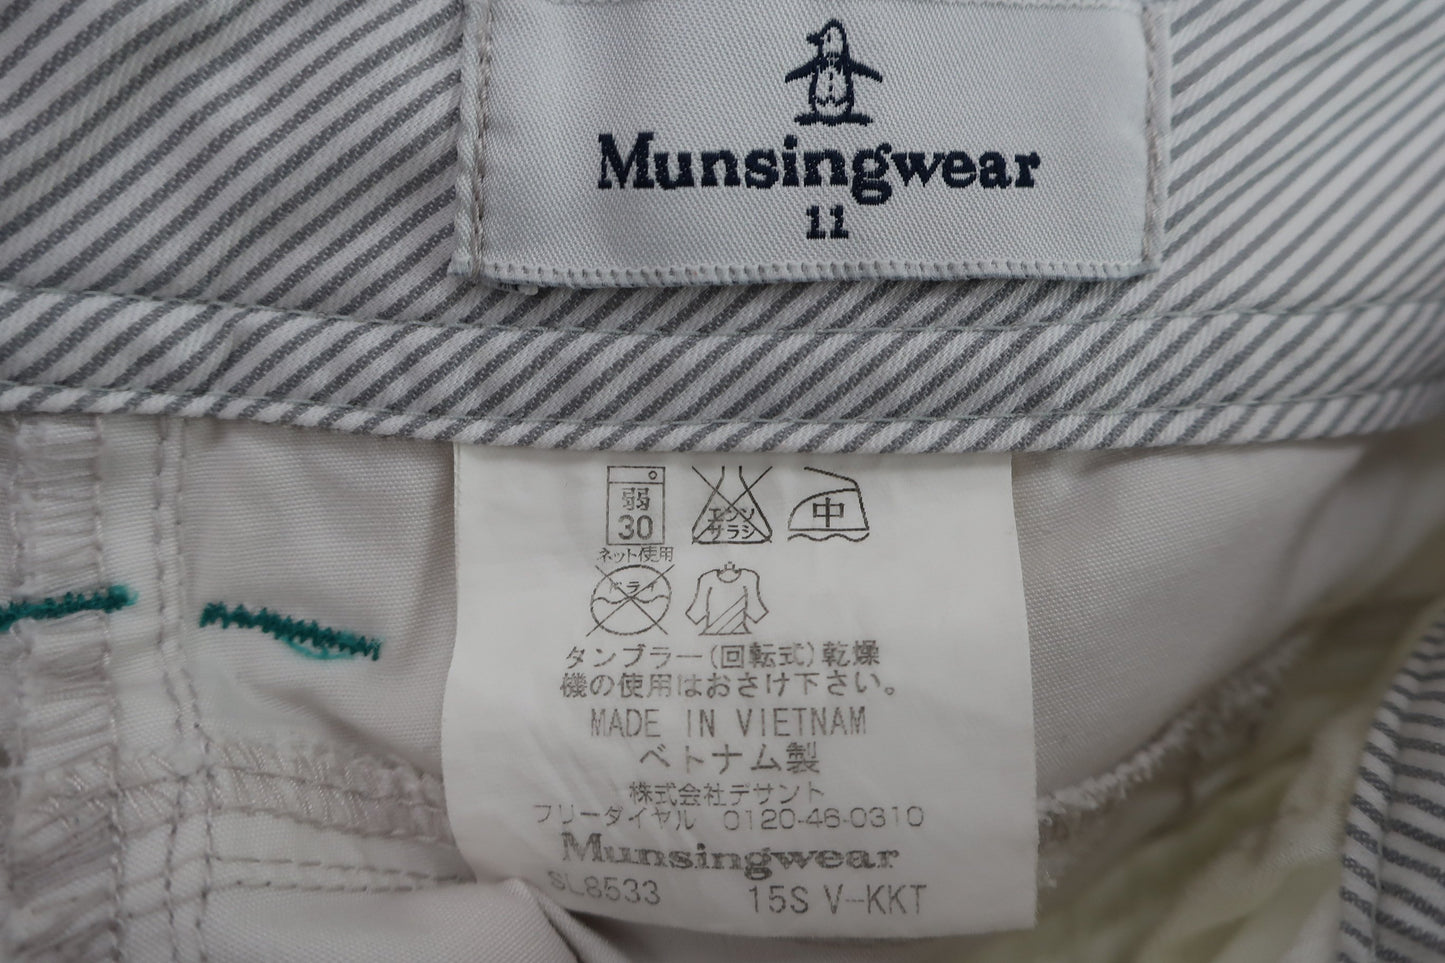 Munsingwear
11
弱
30
エンソ
サラシ
中
ネット使用
ドライ
タンブラー(回転式)乾燥
機の使用はおさけ下さい。
MADE IN VIETNAM
ベトナム製
株式会社デサント
フリーダイヤル 0120-46-0310
Munsingwear
SL8533 15S V-KKT